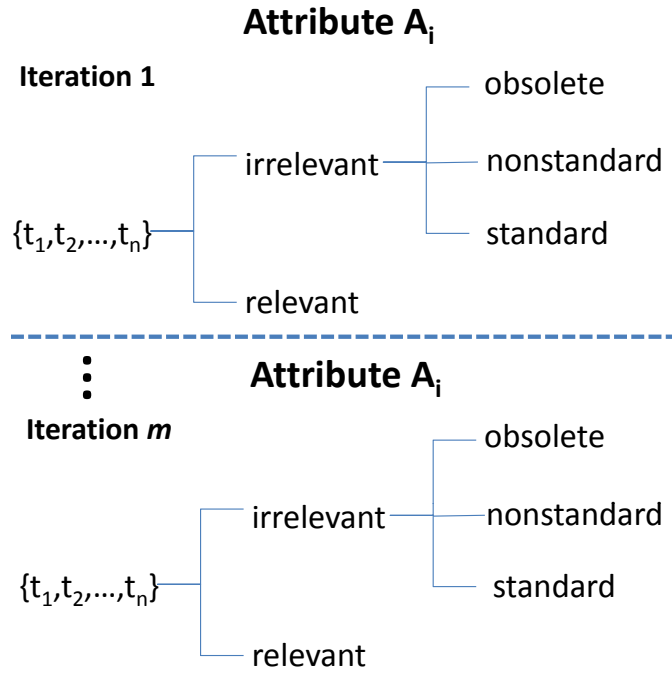 Attribute Aᵢ
Iteration 1
obsolete
irrelevant
nonstandard
{t₁,t₂,...,tₙ}
standard
relevant
Attribute Aᵢ
Iteration m
obsolete
irrelevant
nonstandard
{t₁,t₂,...,tₙ}
standard
relevant